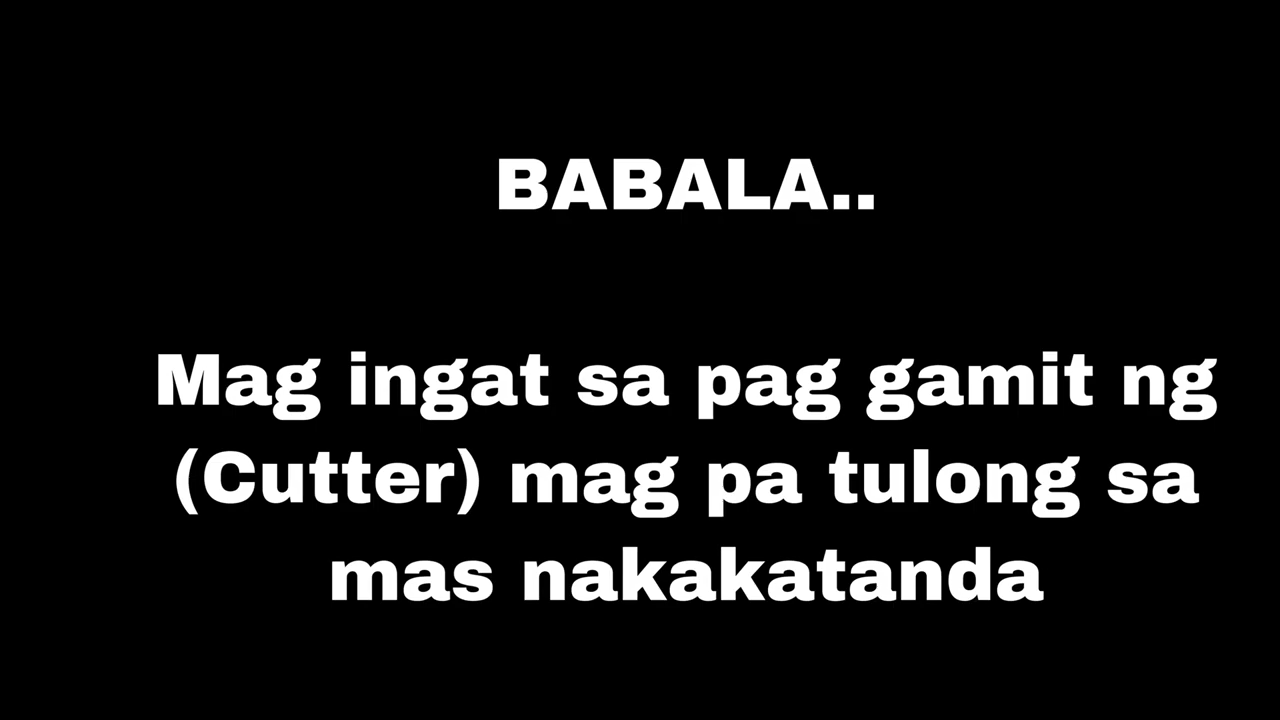 BABALA..
Mag ingat sa pag gamit ng
(Cutter) mag pa tulong sa
mas nakakatanda